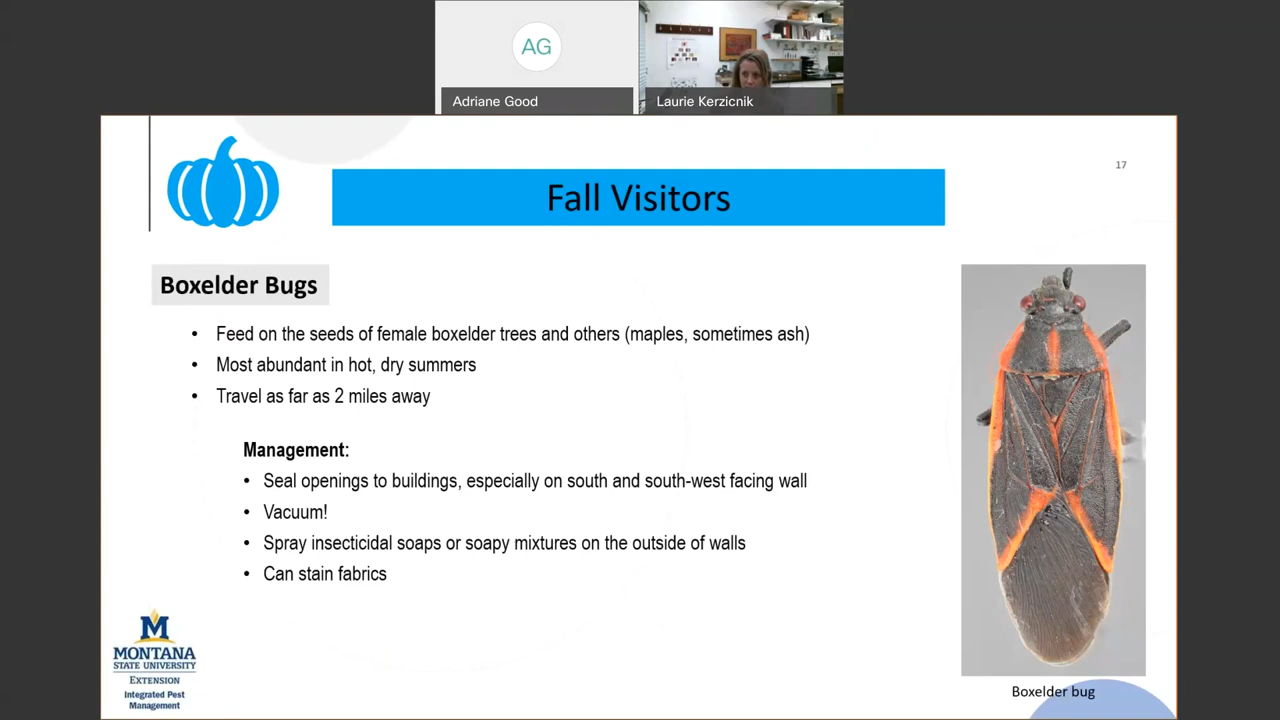 AG
Adriane Good
Laurie Kerzicnik
17
Fall Visitors
Boxelder Bugs
• Feed on the seeds of female boxelder trees and others (maples, sometimes ash)
• Most abundant in hot, dry summers
• Travel as far as 2 miles away
Management:
• Seal openings to buildings, especially on south and south-west facing wall
• Vacuum!
• Spray insecticidal soaps or soapy mixtures on the outside of walls
• Can stain fabrics
M
MONTANA
STATE UNIVERSITY
EXTENSION
Integrated Pest
Management
Boxelder bug